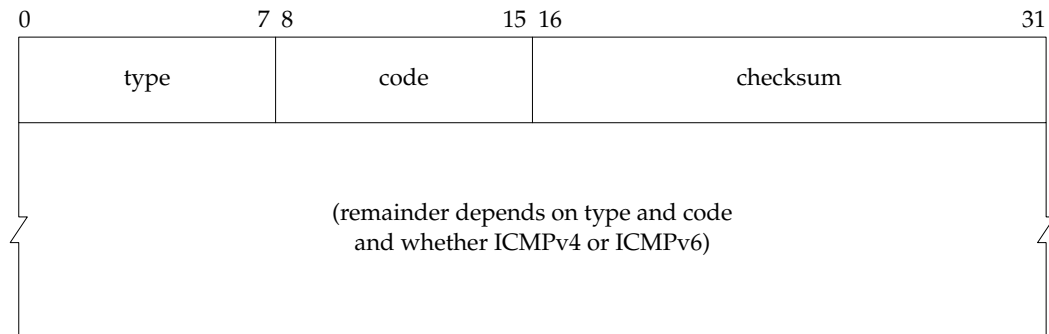 0 7 8 15 16 31
type code checksum
(remainder depends on type and code
and whether ICMPv4 or ICMPv6)